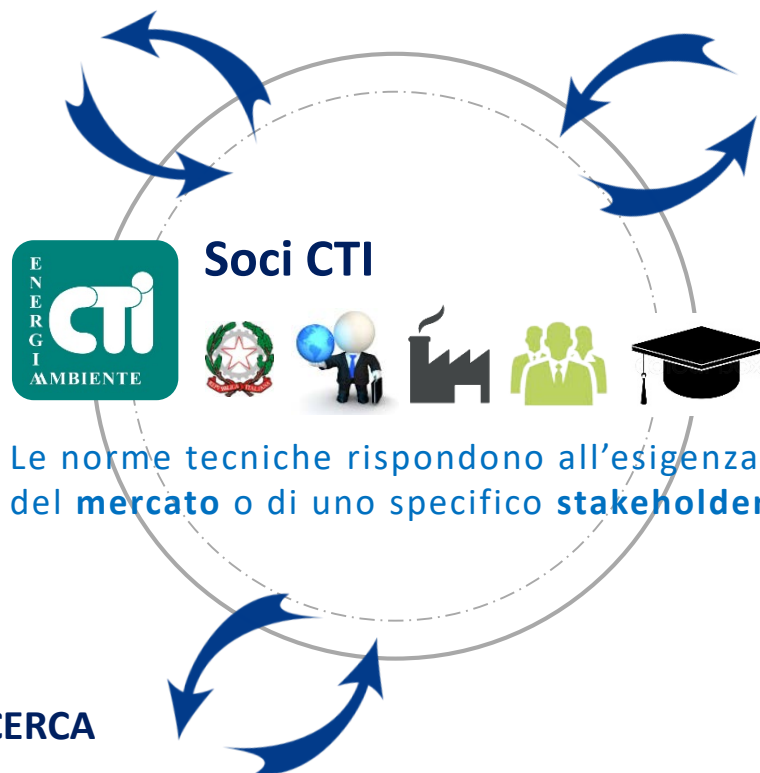 Soci CTI
ENERGIA
CTI
AMBIENTE
Le norme tecniche rispondono all’esigenza
del mercato o di uno specifico stakeholder
CERCA